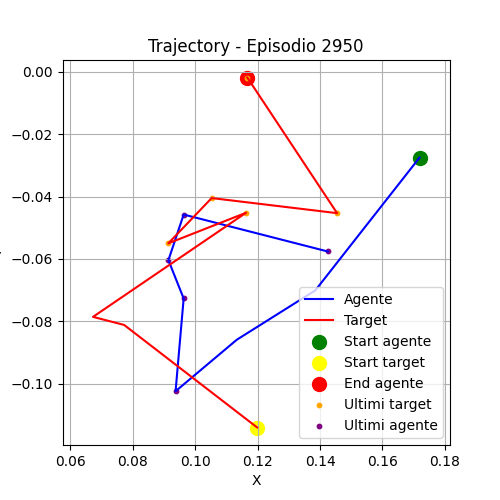 Trajectory - Episodio 2950
0.00
−0.02
−0.04
−0.06
−0.08
−0.10
0.06
0.08
0.10
0.12
0.14
0.16
0.18
X
Agente
Target
Start agente
Start target
End agente
Ultimi target
Ultimi agente